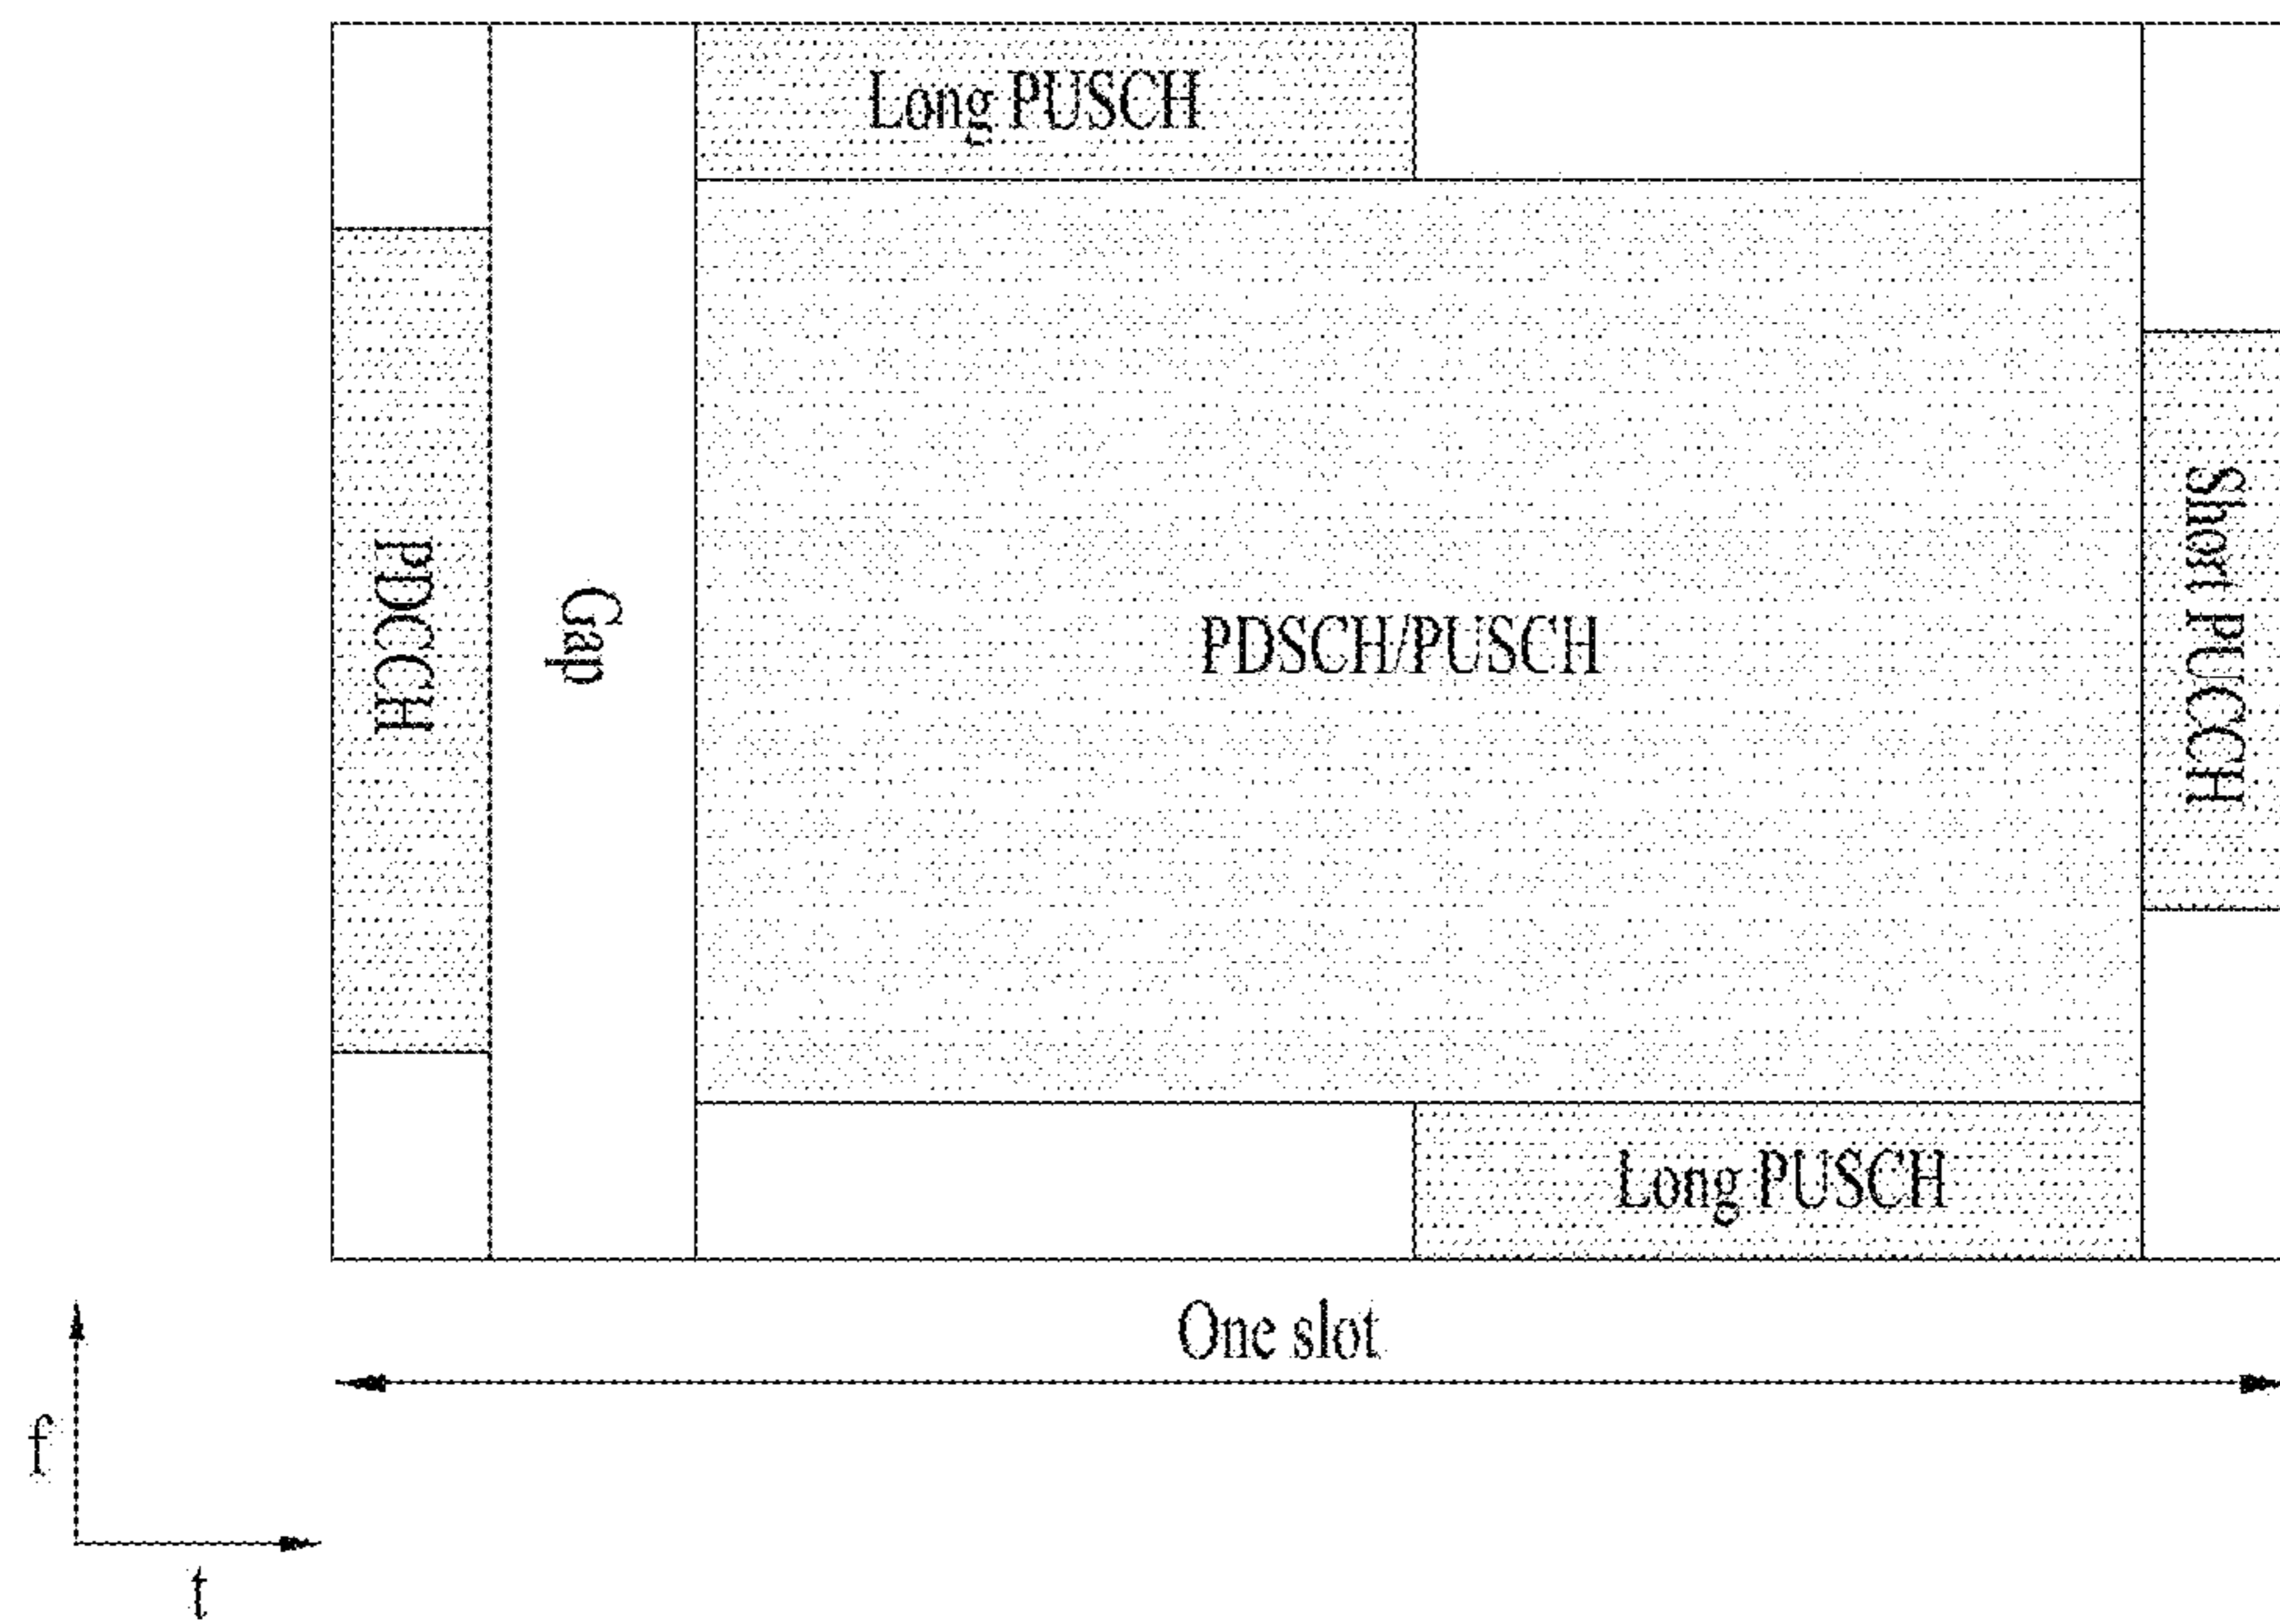 Long PUSCH
PDCCH
Gap
PDSCH/PUSCH
Short PUCCH
Long PUSCH
One slot
f
t